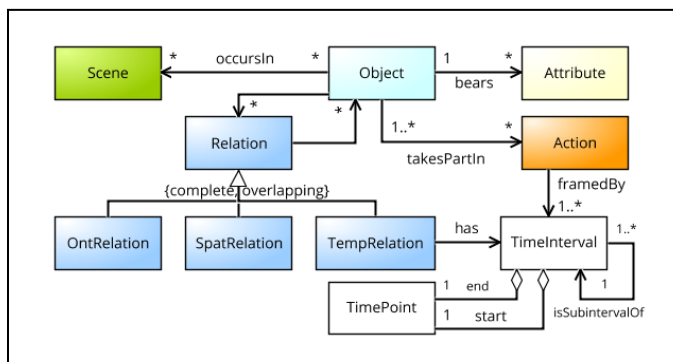 * occursIn *
Scene
Object
1 *
bears
Attribute
* *
Relation
1..* *
takesPartIn
Action
framedBy
1..*
{complete, overlapping}
OntRelation
SpatRelation
TempRelation
has
TimeInterval
1..*
1
isSubintervalOf
TimePoint
1 end
1 start